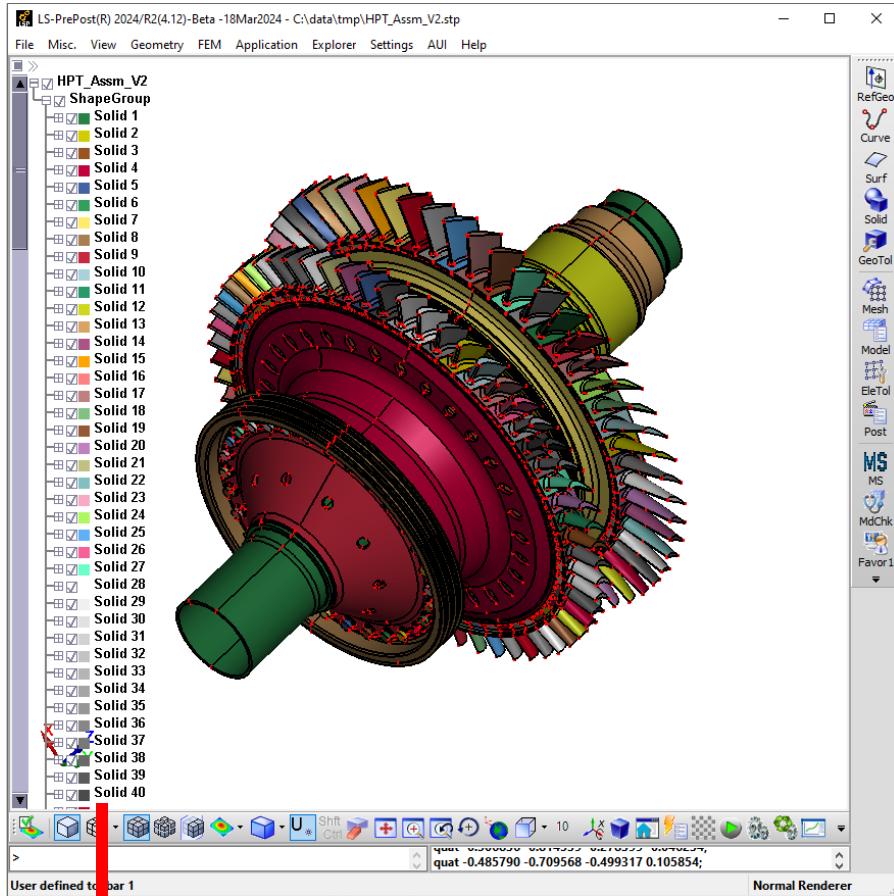 LS-PrePost(R) 2024/R2(4.12)-Beta -18Mar2024 - C:\data\tmp\HPT_Assm_V2.stp
File Misc. View Geometry FEM Application Explorer Settings AUI Help
HPT_Assm_V2
ShapeGroup
Solid 1
Solid 2
Solid 3
Solid 4
Solid 5
Solid 6
Solid 7
Solid 8
Solid 9
Solid 10
Solid 11
Solid 12
Solid 13
Solid 14
Solid 15
Solid 16
Solid 17
Solid 18
Solid 19
Solid 20
Solid 21
Solid 22
Solid 23
Solid 24
Solid 25
Solid 26
Solid 27
Solid 28
Solid 29
Solid 30
Solid 31
Solid 32
Solid 33
Solid 34
Solid 35
Solid 36
Solid 37
Solid 38
Solid 39
Solid 40
X
Z
Y
RefGeo
Curve
Surf
Solid
GeoTol
Mesh
Model
EleTol
Post
MS
MS
MdChk
Favor1
U
Shft
Ctrl
10
>
quat -0.485790 -0.709568 -0.499317 0.105854;
User defined bar 1
Normal Renderer